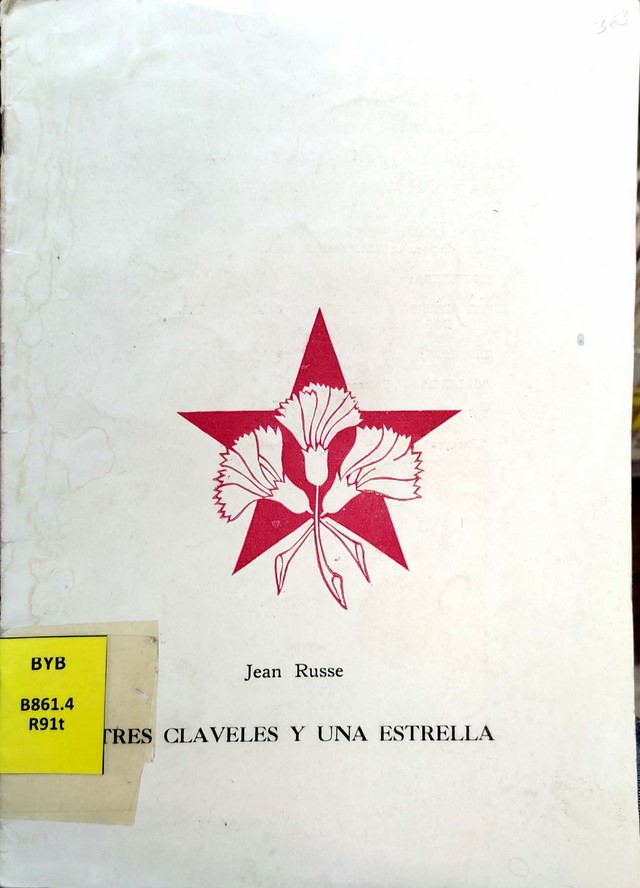 363
Jean Russe
TRES CLAVELES Y UNA ESTRELLA
BYB
B861.4
R91t